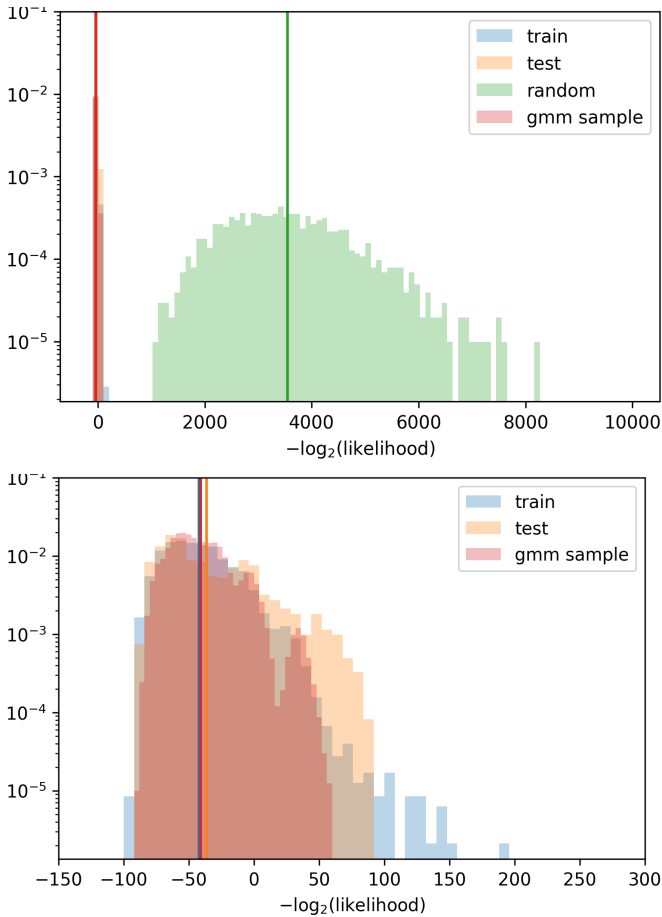 10⁻¹
train
test
random
gmm sample
10⁻²
10⁻³
10⁻⁴
10⁻⁵
0 2000 4000 6000 8000 10000
−log₂(likelihood)
10⁻¹
train
test
gmm sample
10⁻²
10⁻³
10⁻⁴
10⁻⁵
−150 −100 −50 0 50 100 150 200 250 300
−log₂(likelihood)